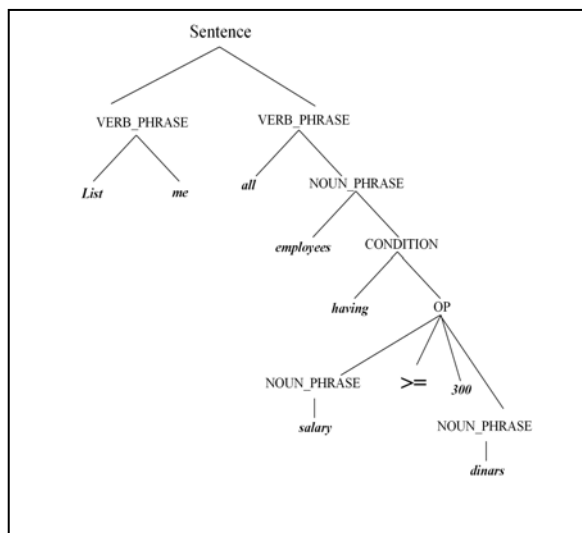 Sentence
VERB_PHRASE VERB_PHRASE
List me all NOUN_PHRASE
employees CONDITION
having OP
NOUN_PHRASE >= 300
salary NOUN_PHRASE
dinars